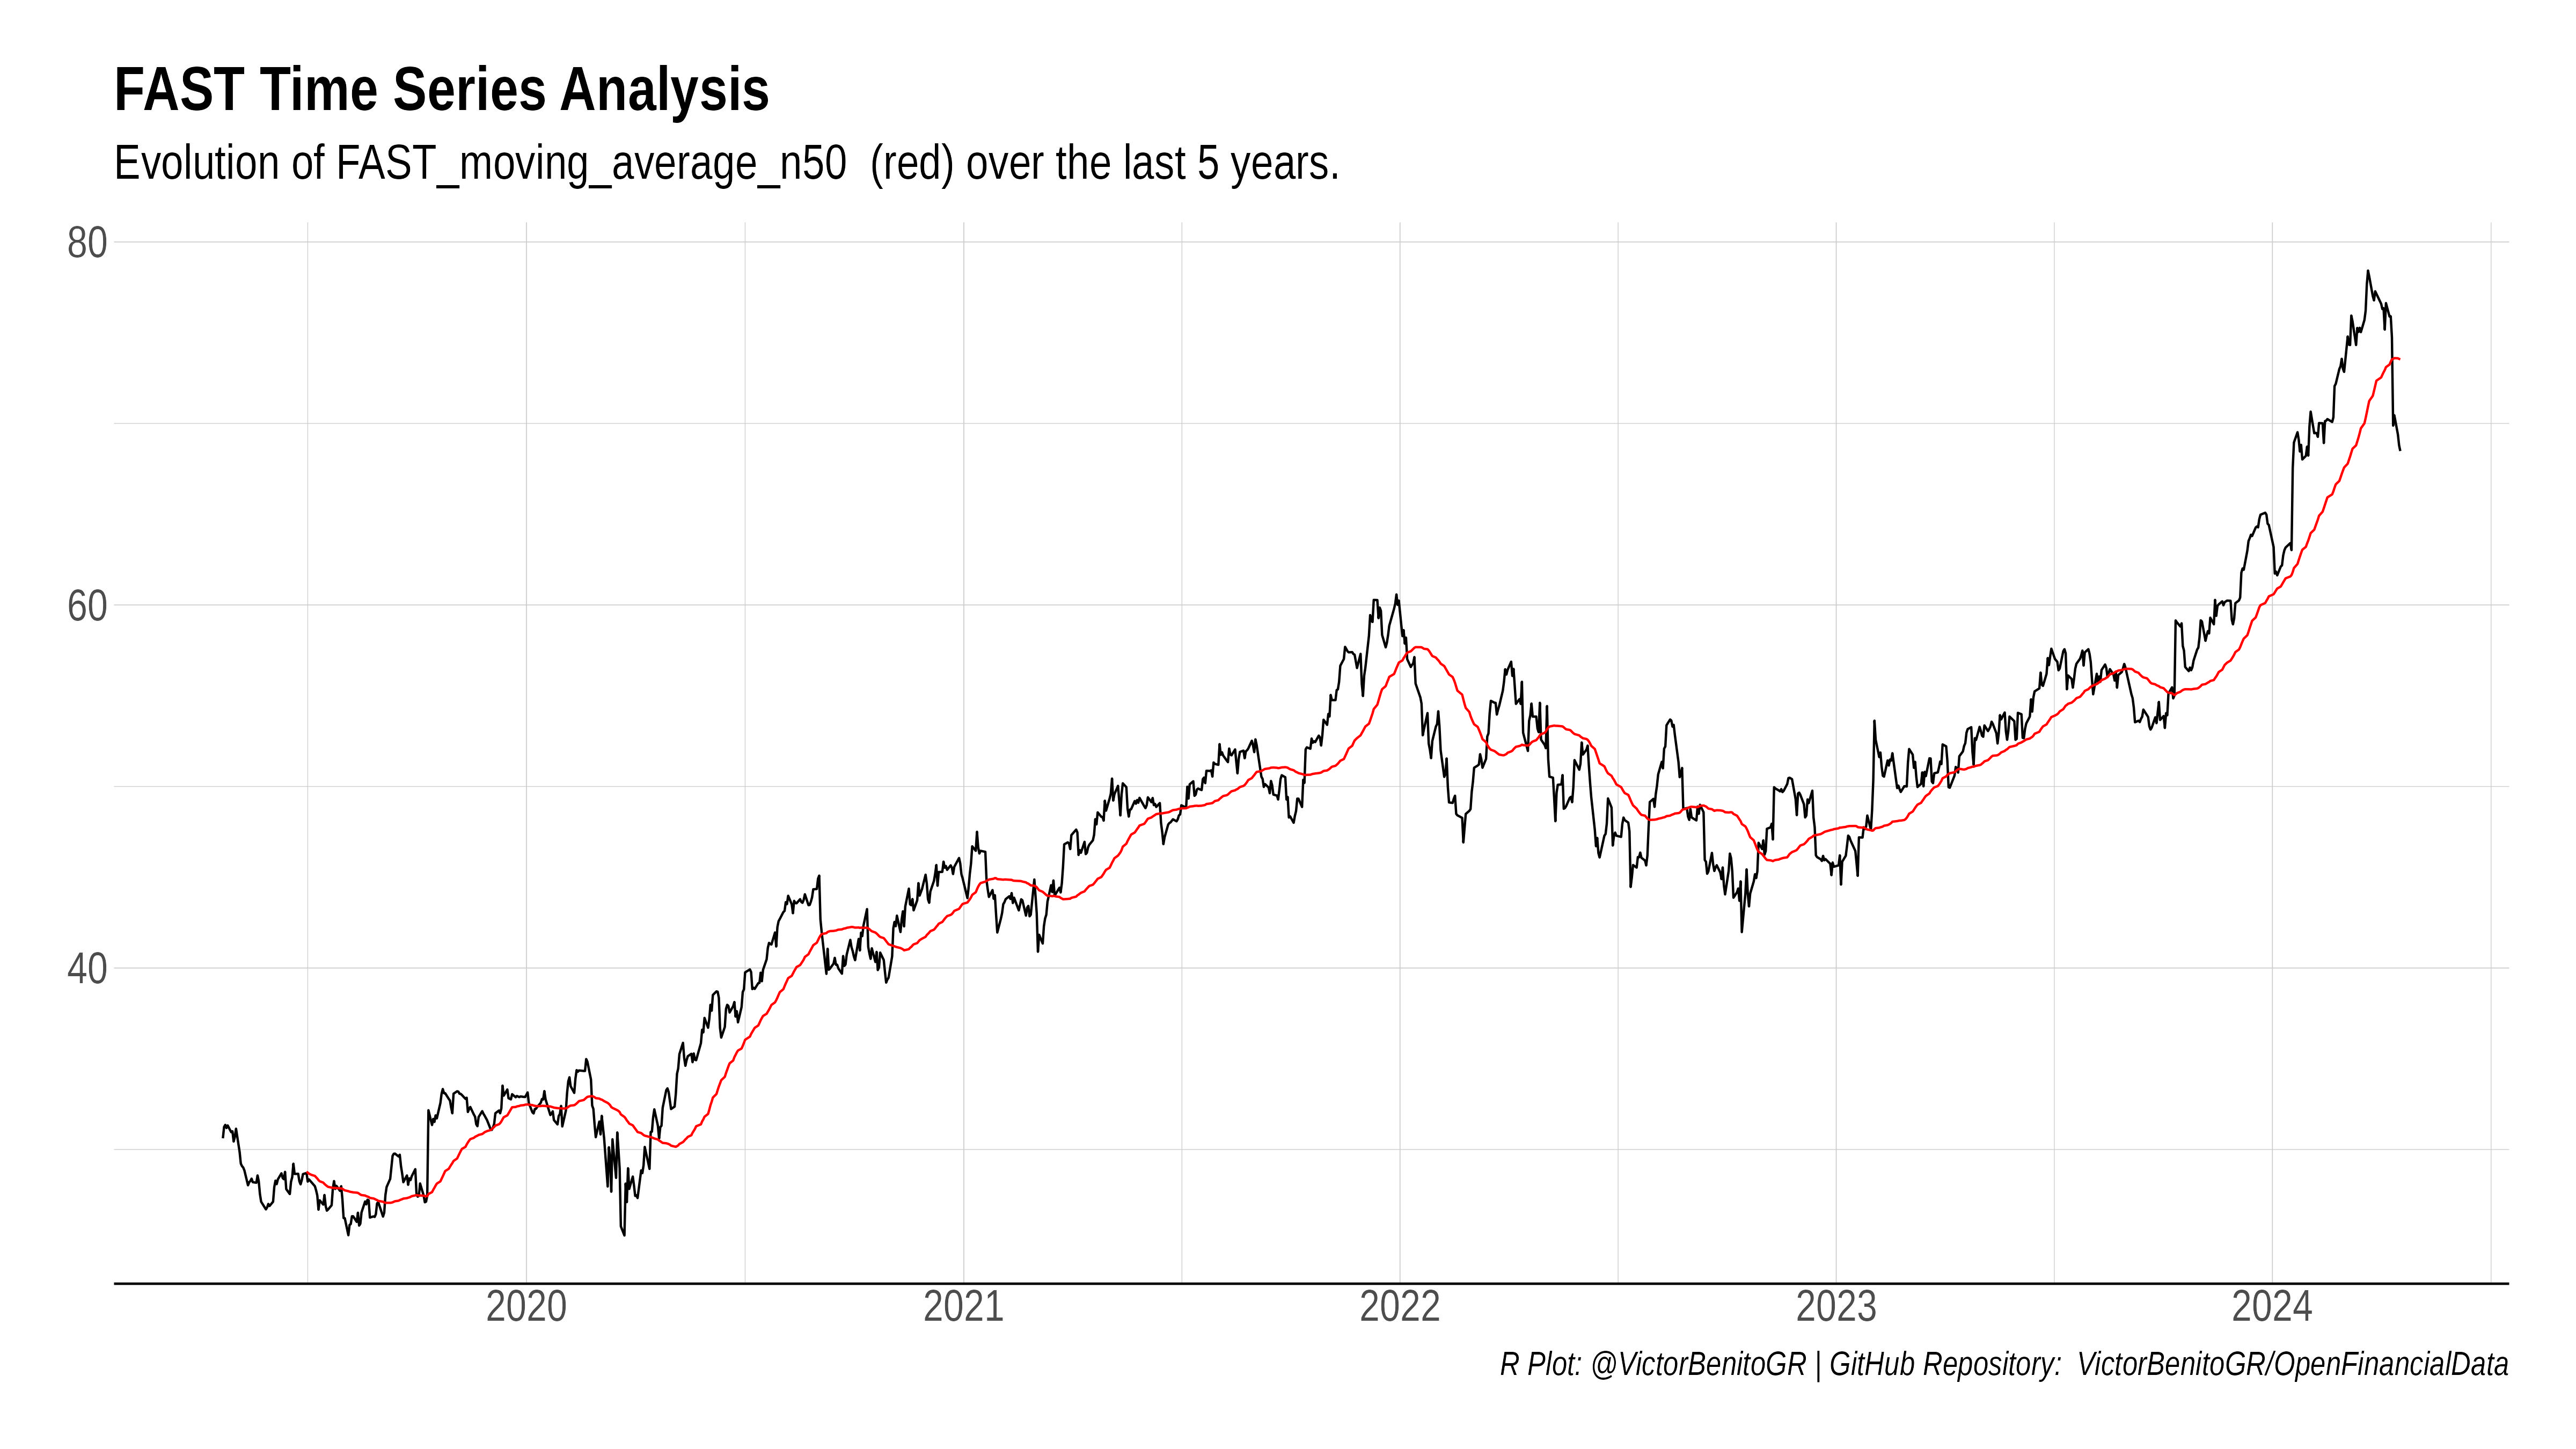 FAST Time Series Analysis
Evolution of FAST_moving_average_n50  (red) over the last 5 years.
80
60
40
2020 2021 2022 2023 2024
R Plot: @VictorBenitoGR | GitHub Repository:  VictorBenitoGR/OpenFinancialData